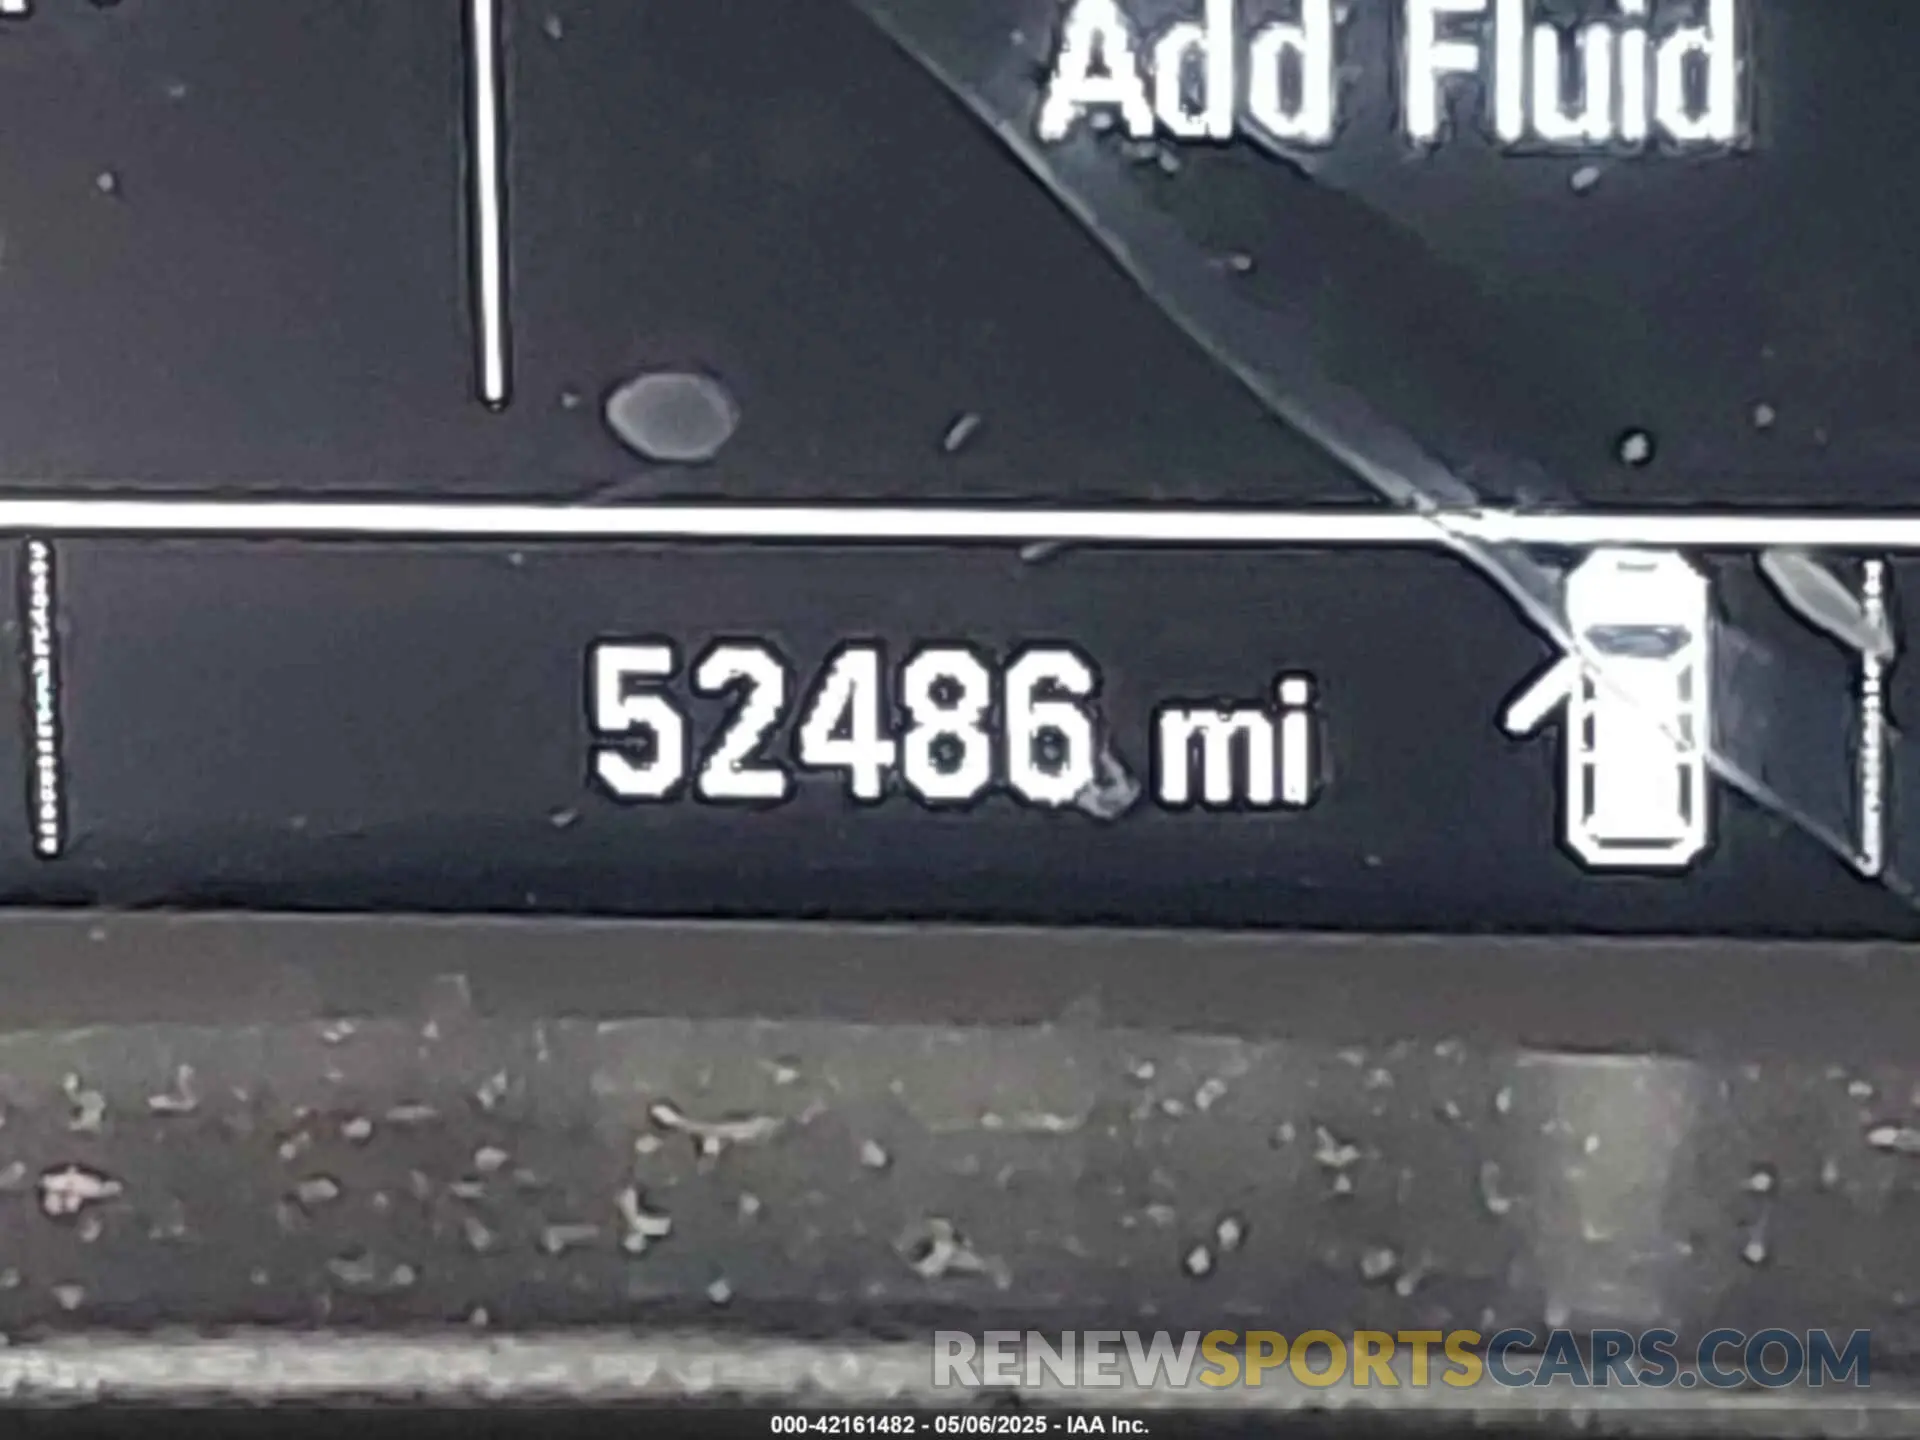 Add Fluid
52486 mi
RENEWSPORTSCARS.COM
000-42161482 - 05/06/2025 - IAA Inc.